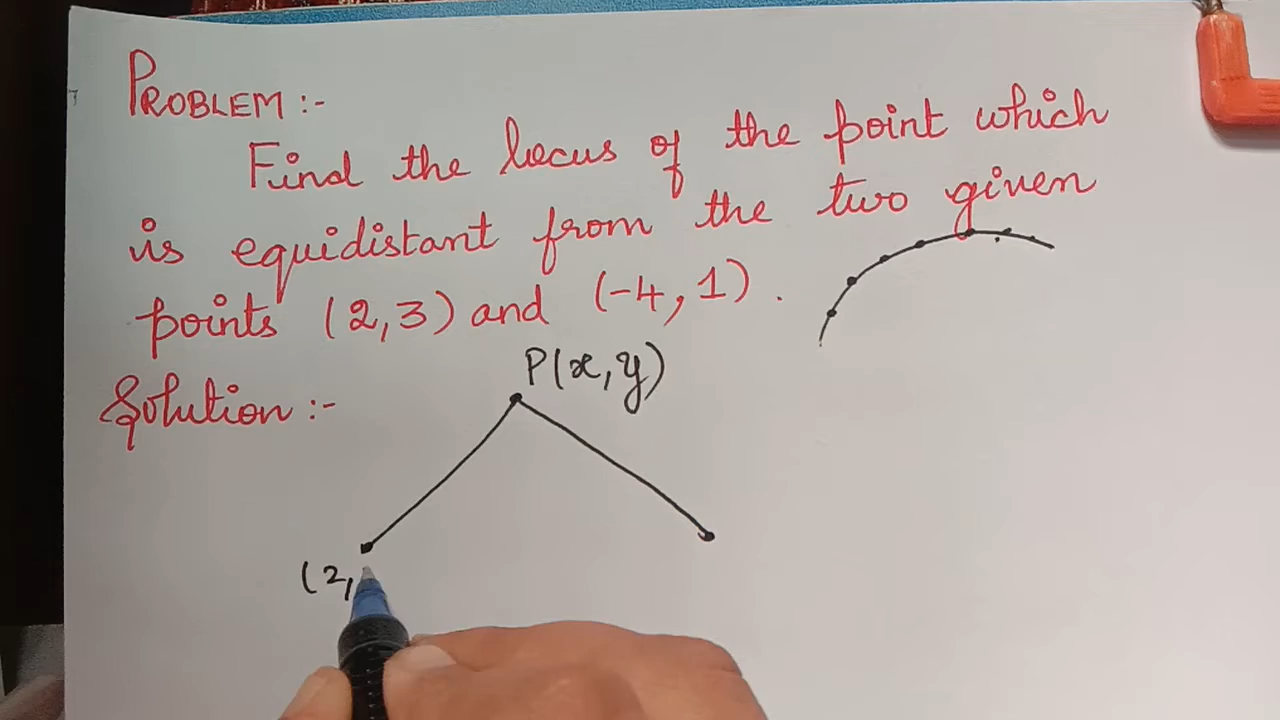 PROBLEM :-
Find the locus of the point which
is equidistant from the two given
points (2,3) and (-4,1).
P(x,y)
Solution :-
(2,